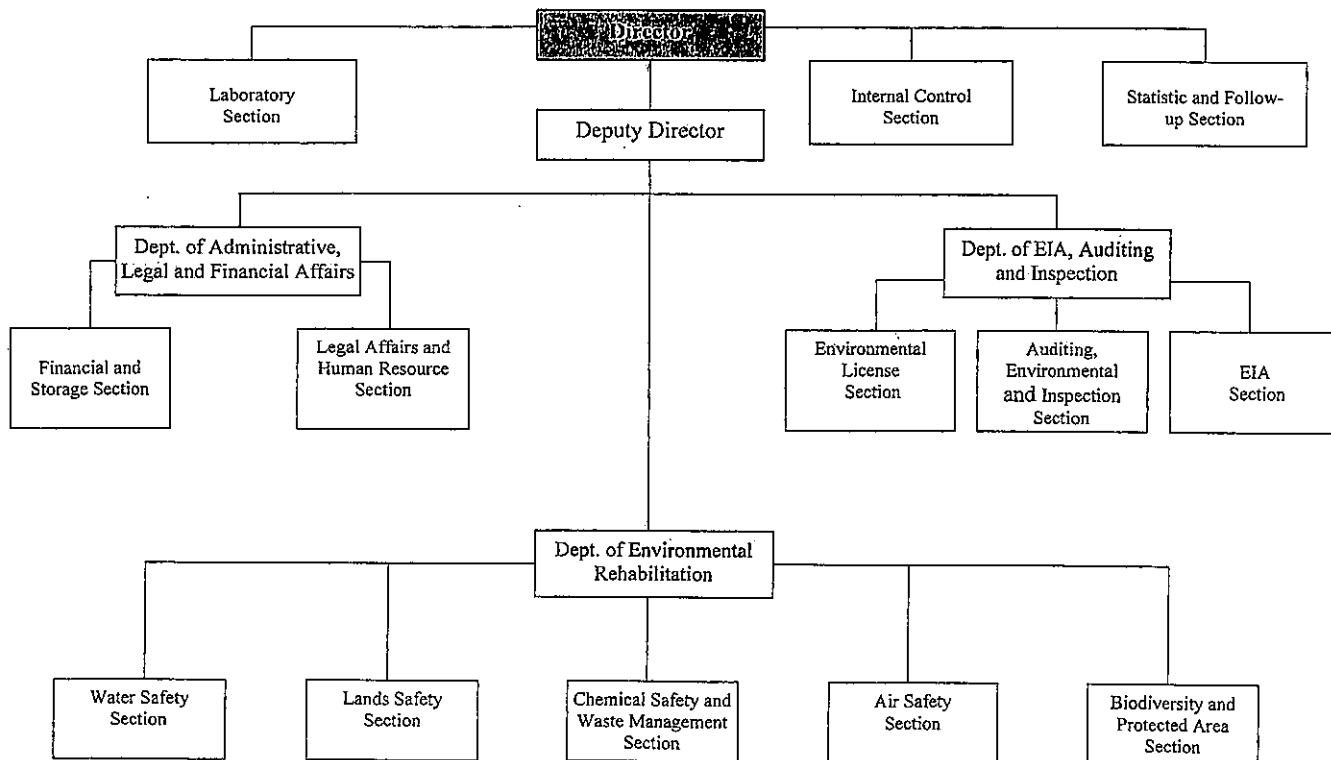 Director
Laboratory
Section
Deputy Director
Internal Control
Section
Statistic and Follow-
up Section
Dept. of Administrative,
Legal and Financial Affairs
Dept. of EIA, Auditing
and Inspection
Financial and
Storage Section
Legal Affairs and
Human Resource
Section
Environmental
License
Section
Auditing,
Environmental
and Inspection
Section
EIA
Section
Dept. of Environmental
Rehabilitation
Water Safety
Section
Lands Safety
Section
Chemical Safety and
Waste Management
Section
Air Safety
Section
Biodiversity and
Protected Area
Section